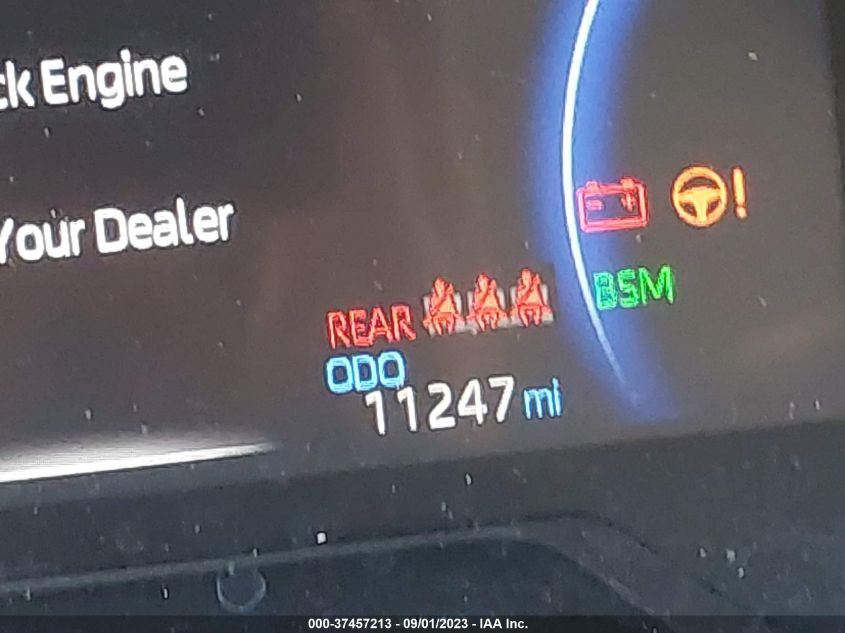 ck Engine
Your Dealer
BSM
REAR
ODO
11247 mi
000-37457213 - 09/01/2023 - IAA Inc.